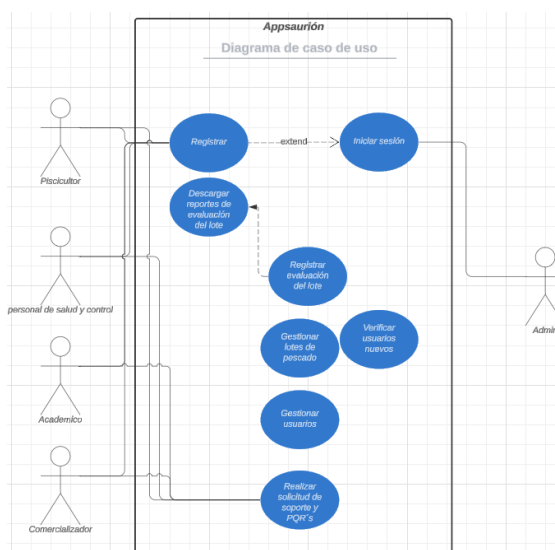 Appsaurión
Diagrama de caso de uso
Registrar
extend
Iniciar sesión
Piscicultor
Descargar
reportes de
evaluación
del lote
Registrar
evaluación
del lote
personal de salud y control
Admin
Gestionar
lotes de
pescado
Verificar
usuarios
nuevos
Academico
Gestionar
usuarios
Realizar
solicitud de
soporte y
PQR´s
Comercializador